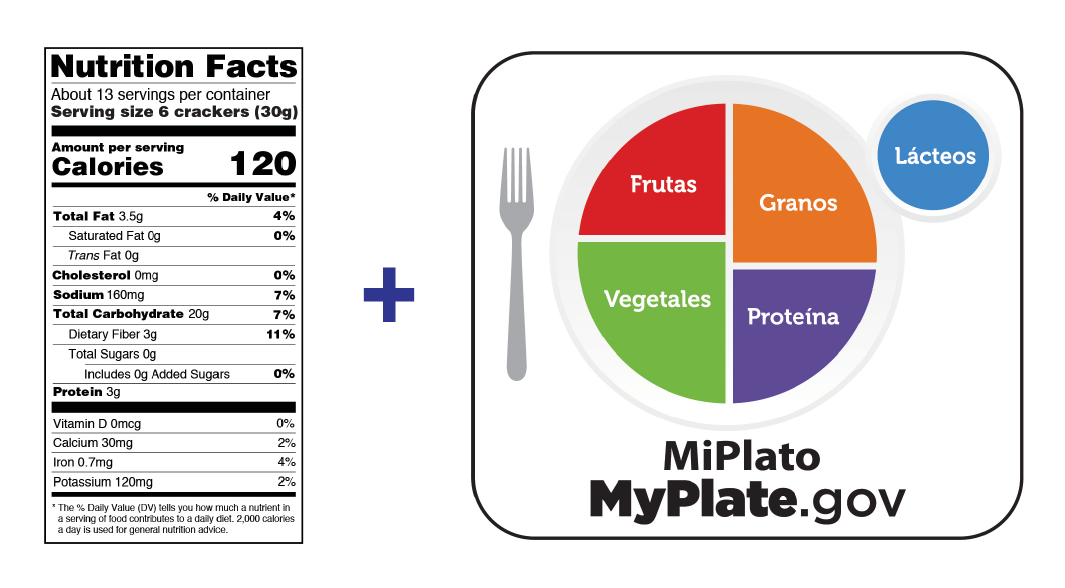 Nutrition Facts
About 13 servings per container
Serving size 6 crackers (30g)
Amount per serving
Calories 120
% Daily Value*
Total Fat 3.5g 4%
Saturated Fat 0g 0%
Trans Fat 0g
Cholesterol 0mg 0%
Sodium 160mg 7%
Total Carbohydrate 20g 7%
Dietary Fiber 3g 11%
Total Sugars 0g
Includes 0g Added Sugars 0%
Protein 3g
Vitamin D 0mcg 0%
Calcium 30mg 2%
Iron 0.7mg 4%
Potassium 120mg 2%
* The % Daily Value (DV) tells you how much a nutrient in
a serving of food contributes to a daily diet. 2,000 calories
a day is used for general nutrition advice.
+
Frutas
Granos
Lácteos
Vegetales
Proteína
MiPlato
MyPlate.gov